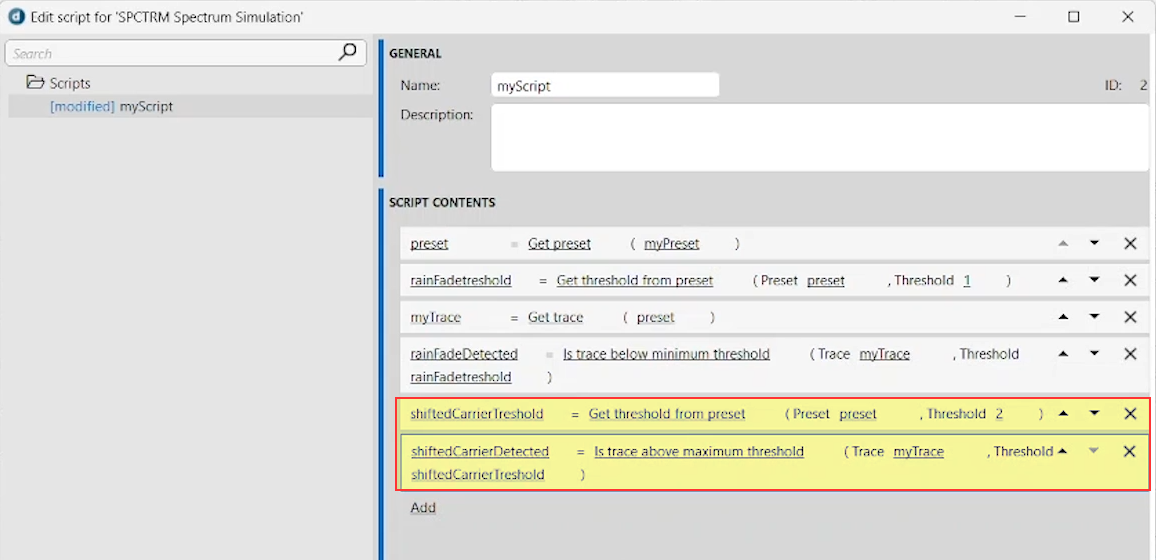 Edit script for 'SPCTRM Spectrum Simulation'
Search
Scripts
[modified] myScript
GENERAL
Name: myScript ID: 2
Description:
SCRIPT CONTENTS
preset = Get preset ( myPreset )
rainFadetreshold = Get threshold from preset ( Preset preset , Threshold 1 )
myTrace = Get trace ( preset )
rainFadeDetected = Is trace below minimum threshold ( Trace myTrace , Threshold
rainFadetreshold )
shiftedCarrierTreshold = Get threshold from preset ( Preset preset , Threshold 2 )
shiftedCarrierDetected = Is trace above maximum threshold ( Trace myTrace , Threshold
shiftedCarrierTreshold )
Add